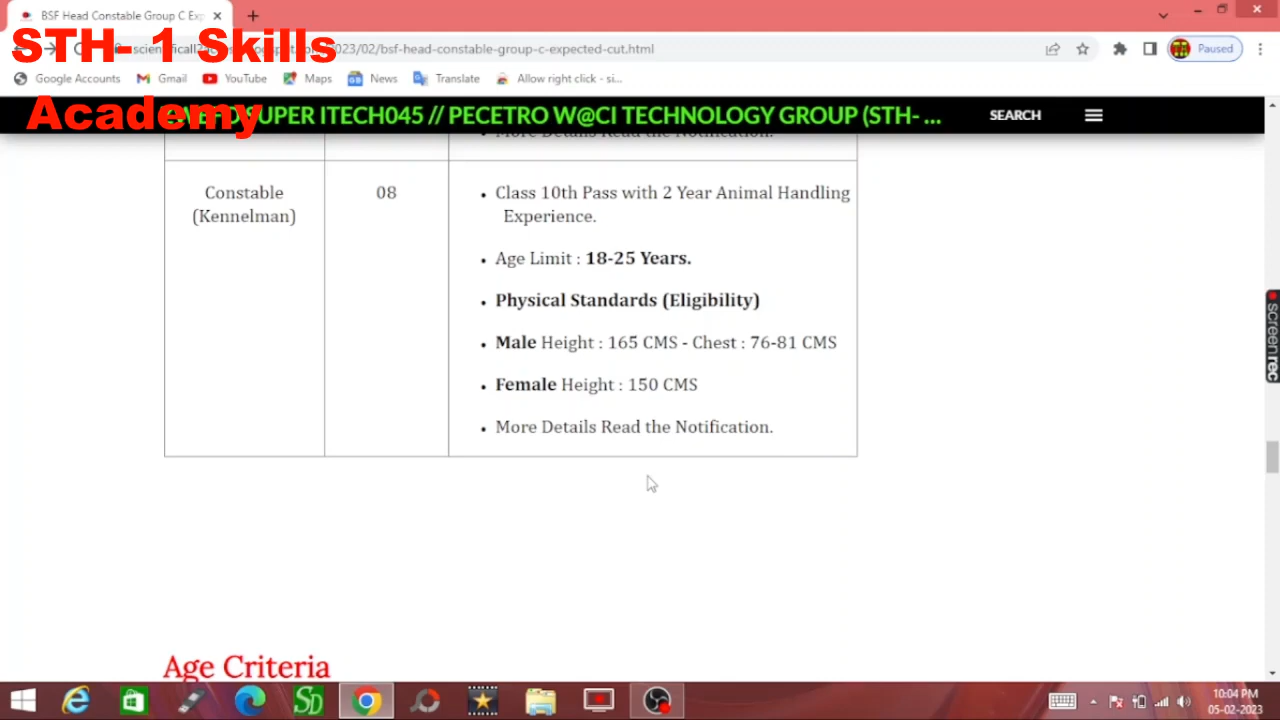 BSF Head Constable Group C Exp
STH- 1 Skills
Academy
2023/02/bsf-head-constable-group-c-expected-cut.html
Paused
Google Accounts
Gmail
YouTube
Maps
News
Translate
Allow right click - si...
SUPER ITECH045 // PECETRO W@CI TECHNOLOGY GROUP (STH- ...
SEARCH
More Details Read the Notification.
Constable
(Kennelman)
08
Class 10th Pass with 2 Year Animal Handling
Experience.
Age Limit : 18-25 Years.
Physical Standards (Eligibility)
Male Height : 165 CMS - Chest : 76-81 CMS
Female Height : 150 CMS
More Details Read the Notification.
screenrec
Age Criteria
10:04 PM
05-02-2023